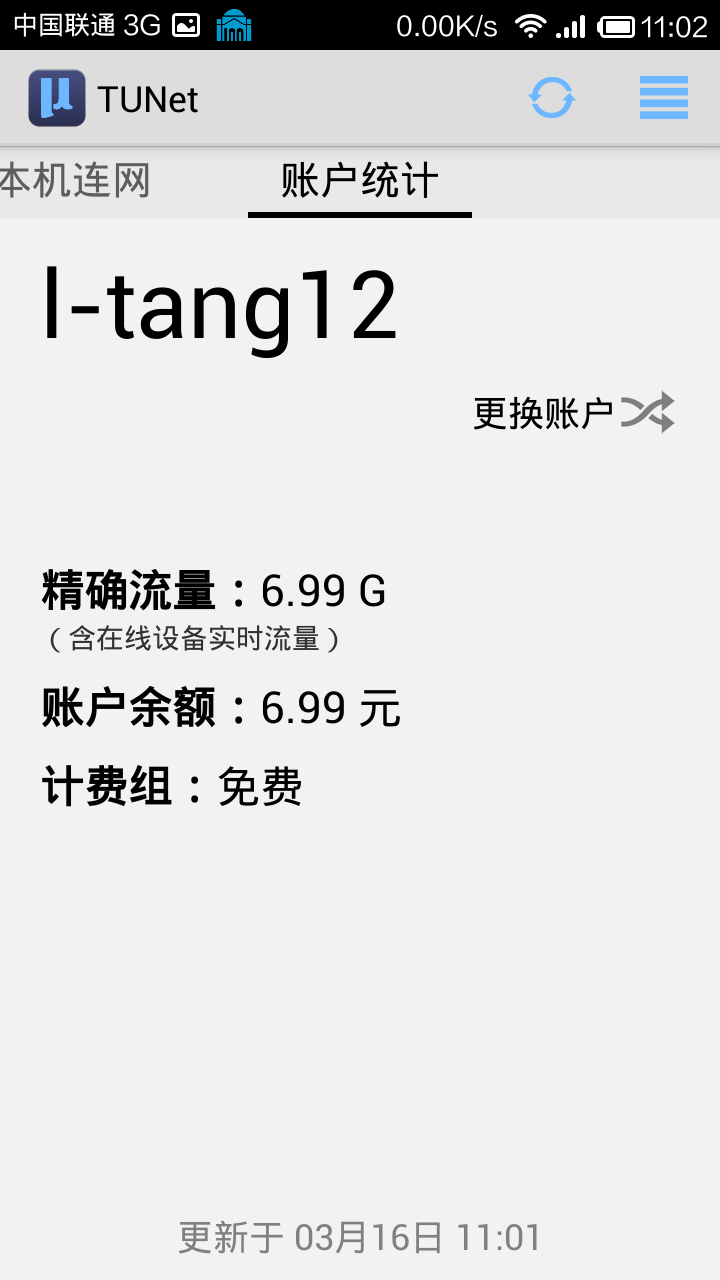 中国联通 3G 0.00K/s 11:02
TUNet
本机连网 账户统计
l-tang12
更换账户
精确流量：6.99 G
（含在线设备实时流量）
账户余额：6.99 元
计费组：免费
更新于 03月16日 11:01